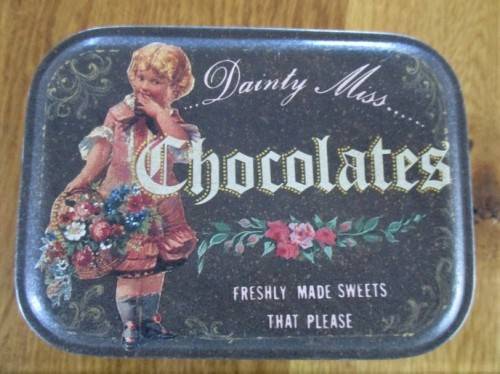 Dainty Miss......
Chocolates
FRESHLY MADE SWEETS
THAT PLEASE